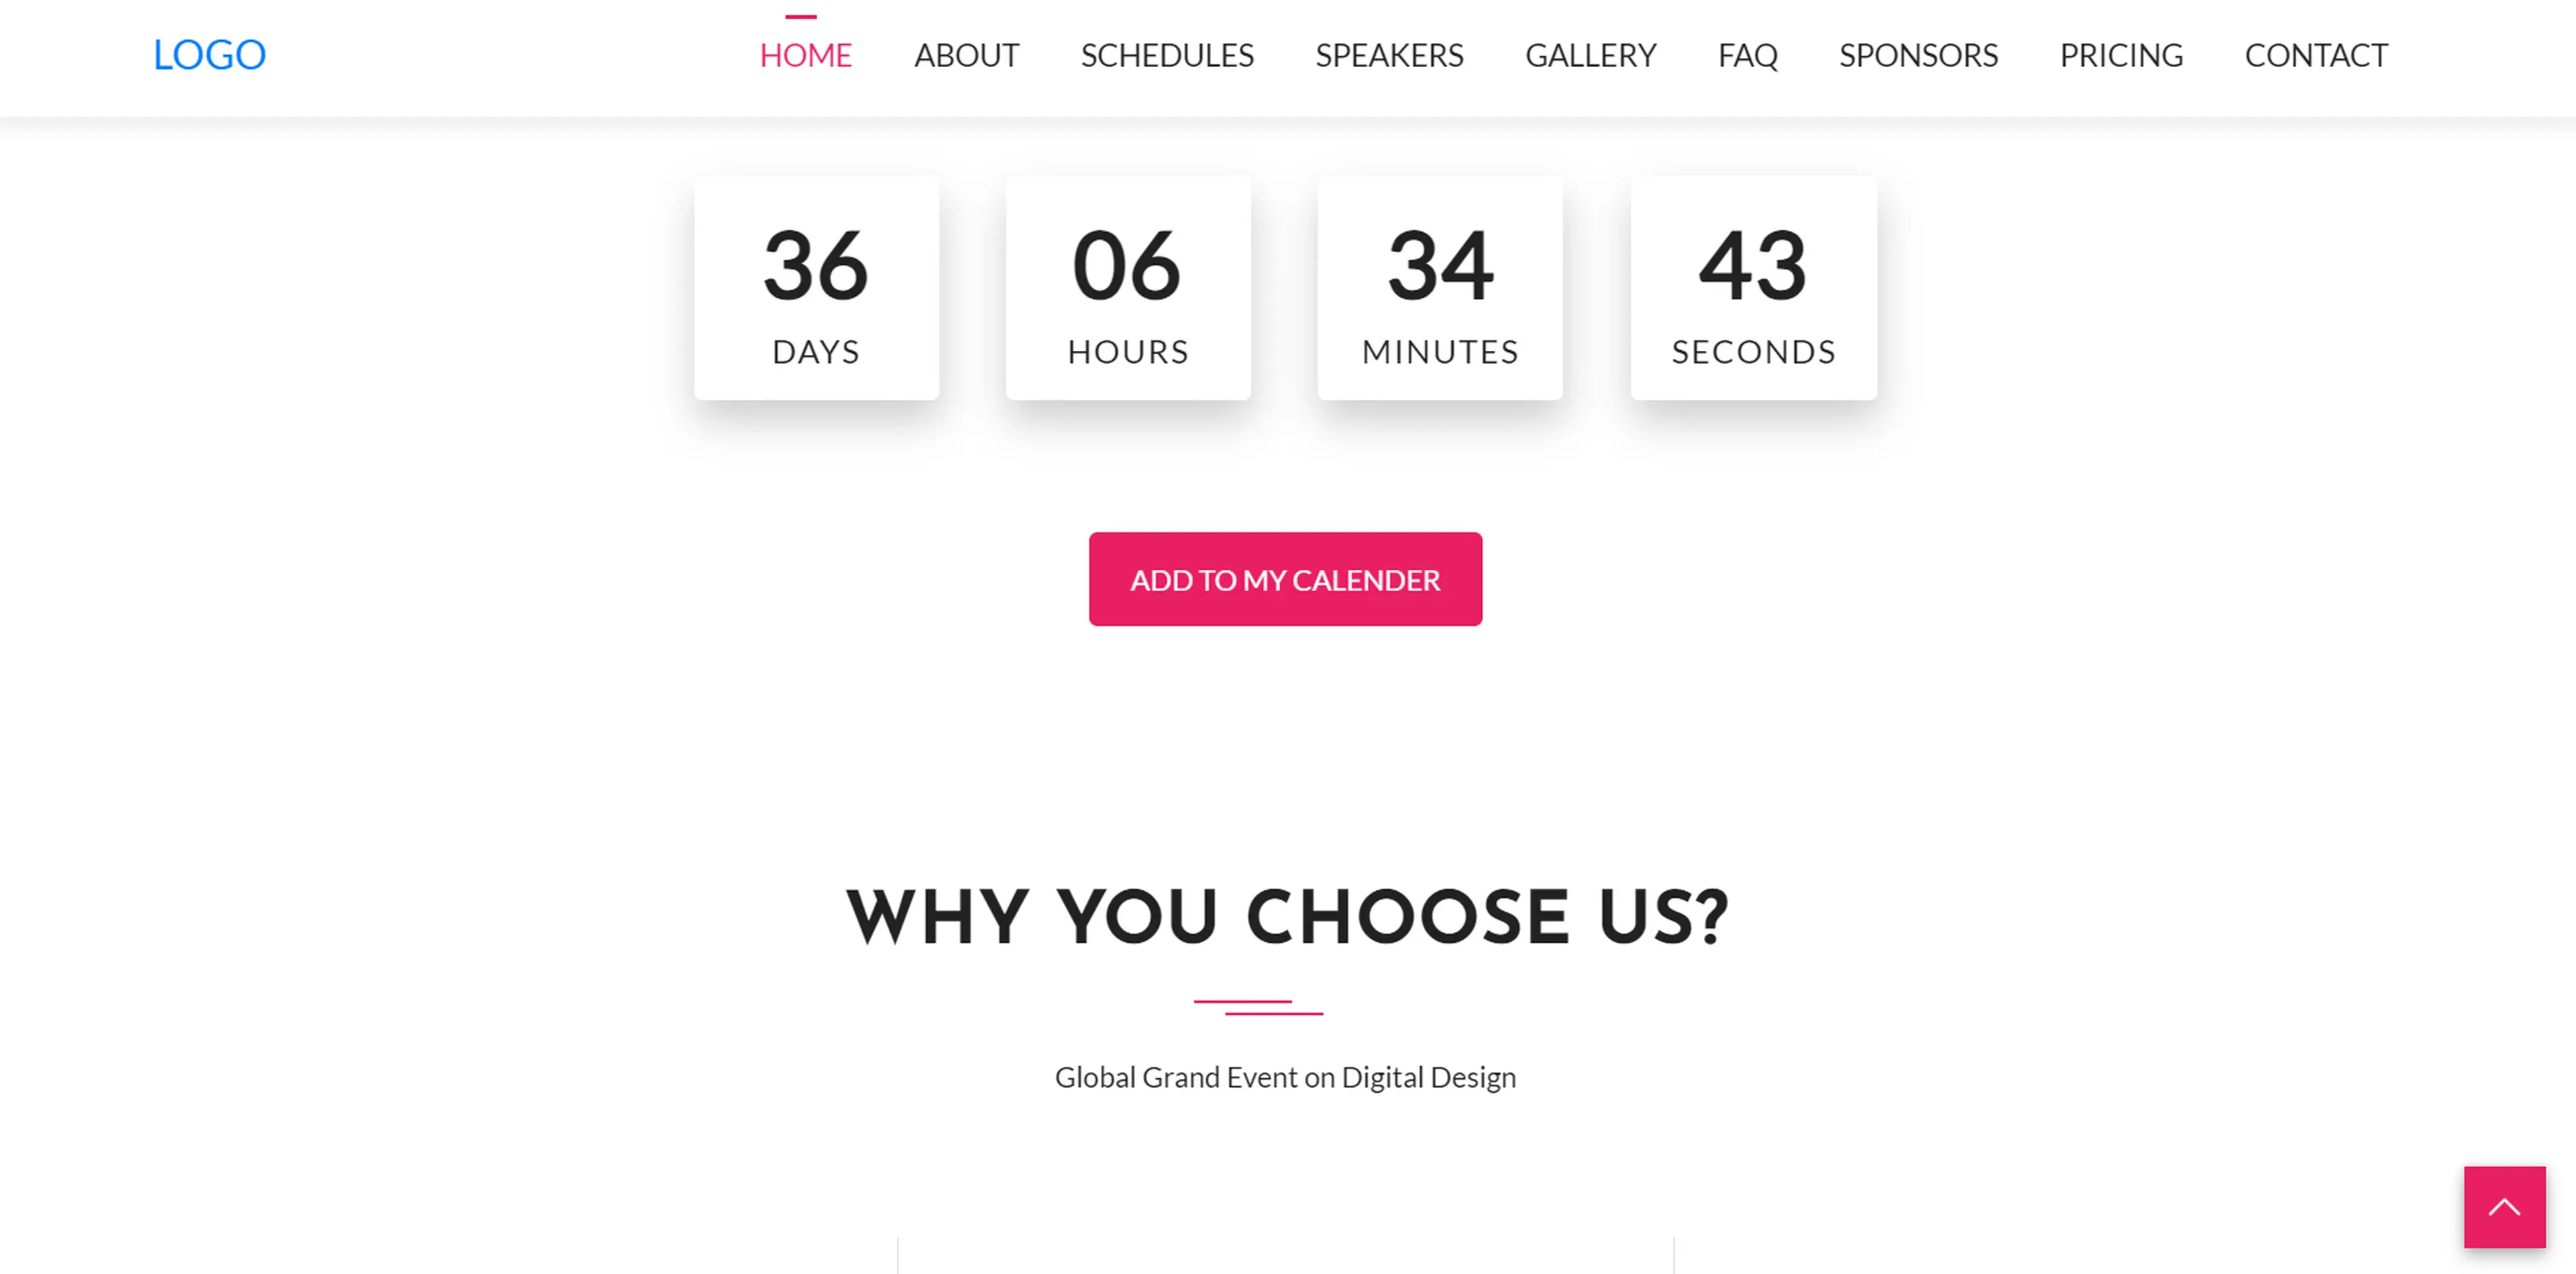 LOGO HOME ABOUT SCHEDULES SPEAKERS GALLERY FAQ SPONSORS PRICING CONTACT
36 06 34 43
DAYS HOURS MINUTES SECONDS
ADD TO MY CALENDER
WHY YOU CHOOSE US?
Global Grand Event on Digital Design